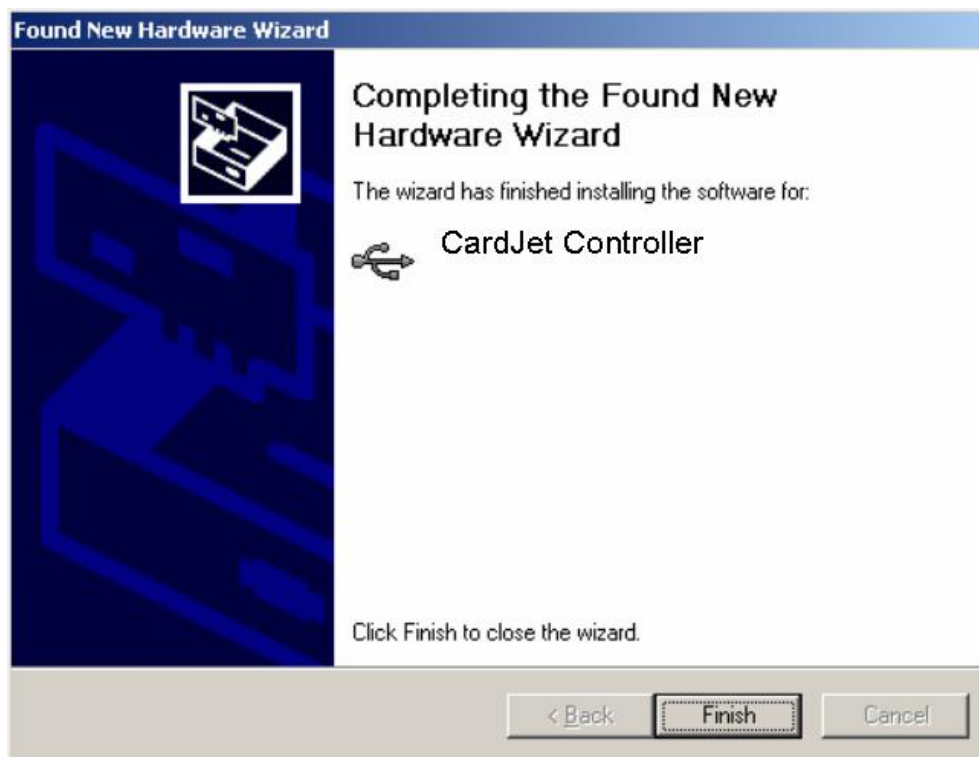 Found New Hardware Wizard
Completing the Found New
Hardware Wizard
The wizard has finished installing the software for:
CardJet Controller
Click Finish to close the wizard.
< Back
Finish
Cancel